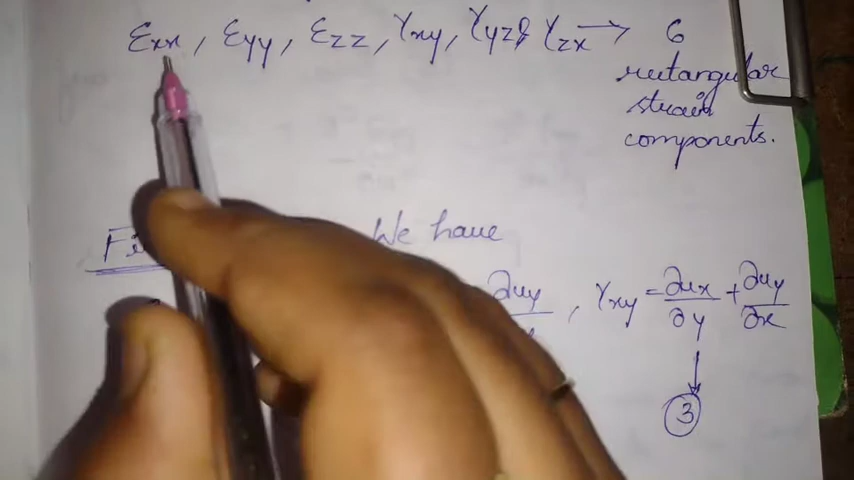 εxx, εyy, εzz, γxy, γyz & γzx → 6
rectangular
strain
components.
We have
∂uy, γxy = ∂ux/∂y + ∂uy/∂x
3